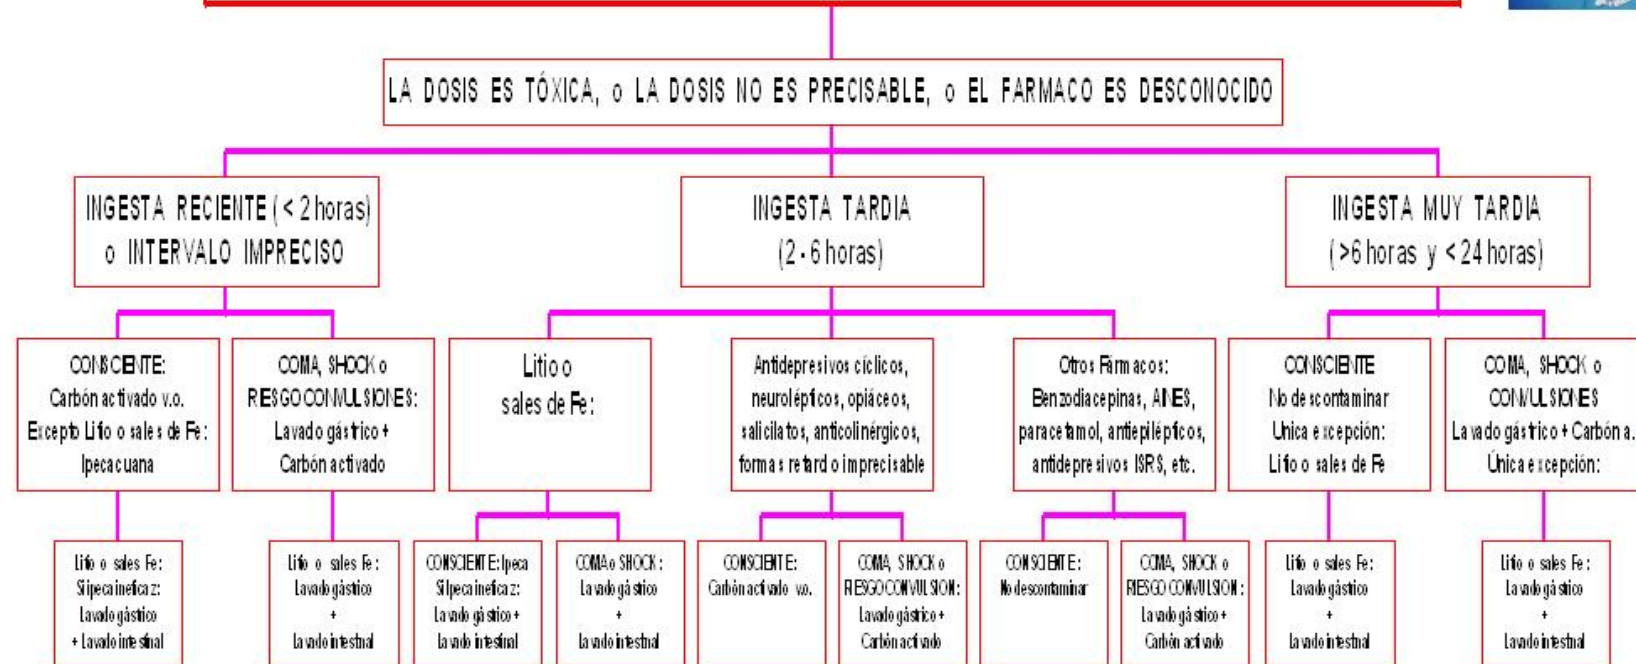 LA DOSIS ES TÓXICA, o LA DOSIS NO ES PRECISABLE, o EL FARMACO ES DESCONOCIDO
INGESTA RECIENTE ( < 2 horas)
o INTERVALO IMPRECISO
INGESTA TARDIA
(2 - 6 horas)
INGESTA MUY TARDIA
( >6 horas y < 24 horas)
CONSCIENTE:
Carbón activado v.o.
Excepto Litio o sales de Fe:
Ipecacuana
COMA, SHOCK o
RIESGO CONVULSIONES:
Lavado gástrico +
Carbón activado
Litio o
sales de Fe:
Antidepresivos cíclicos,
neurolépticos, opiáceos,
salicilatos, anticolinérgicos,
formas retard o imprecisable
Otros Fármacos:
Benzodiacepinas, AINES,
paracetamol, antiepilépticos,
antidepresivos ISRS, etc.
CONSCIENTE
No descontaminar
Unica excepción:
Litio o sales de Fe
COMA, SHOCK o
CONVULSIONES
Lavado gástrico + Carbón a.
Única excepción:
Litio o sales Fe:
Si ipeca ineficaz:
Lavado gástrico
+ Lavado intestinal
Litio o sales Fe:
Lavado gástico
+
Lavado intestinal
CONSCIENTE: Ipeca
Si Ipeca ineficaz:
Lavado gástrico +
Lavado intestinal
COMA o SHOCK:
Lavado gástrico
+
Lavado intestinal
CONSCIENTE:
Carbón activado v.o.
COMA, SHOCK o
RIESGO CONVULSION:
Lavado gástrico +
Carbón activado
CONSCIENTE:
No descontaminar
COMA, SHOCK o
RIESGO CONVULSION:
Lavado gástrico +
Carbón activado
Litio o sales Fe:
Lavado gástrico
+
Lavado intestinal
Litio o sales Fe:
Lavado gástrico
+
Lavado intestinal